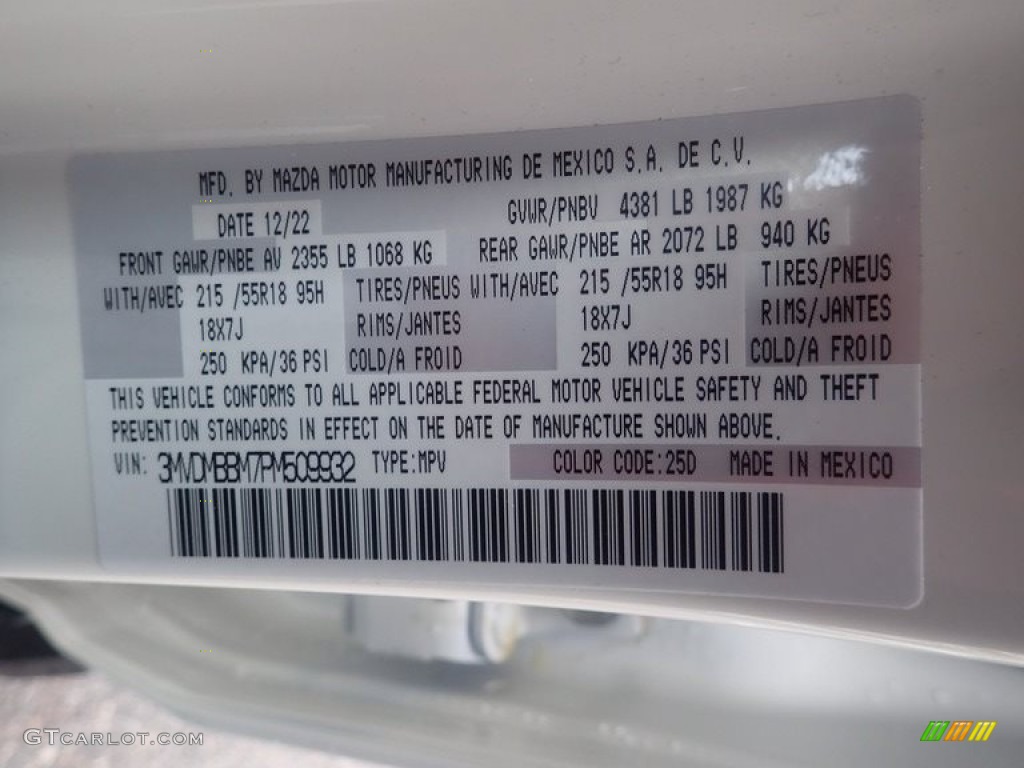 MFD. BY MAZDA MOTOR MANUFACTURING DE MEXICO S.A. DE C.V.
DATE 12/22 GVWR/PNBV 4381 LB 1987 KG
FRONT GAWR/PNBE AV 2355 LB 1068 KG REAR GAWR/PNBE AR 2072 LB 940 KG
WITH/AVEC 215 /55R18 95H TIRES/PNEUS WITH/AVEC 215 /55R18 95H TIRES/PNEUS
18X7J RIMS/JANTES 18X7J RIMS/JANTES
250 KPA/36 PSI COLD/A FROID 250 KPA/36 PSI COLD/A FROID
THIS VEHICLE CONFORMS TO ALL APPLICABLE FEDERAL MOTOR VEHICLE SAFETY AND THEFT
PREVENTION STANDARDS IN EFFECT ON THE DATE OF MANUFACTURE SHOWN ABOVE.
VIN: 3MVDMBBM7PM509932 TYPE:MPV COLOR CODE:25D MADE IN MEXICO
GTCARLOT.COM